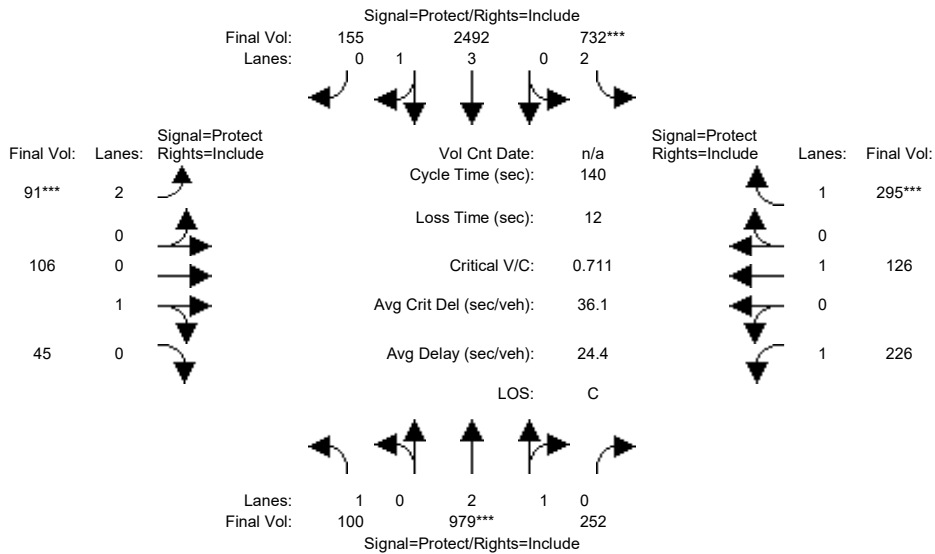 Signal=Protect/Rights=Include
Final Vol: 155 2492 732***
Lanes: 0 1 3 0 2
Signal=Protect Signal=Protect
Final Vol: Lanes: Rights=Include Vol Cnt Date: n/a Rights=Include Lanes: Final Vol:
Cycle Time (sec): 140
91*** 2 1 295***
Loss Time (sec): 12
0 0
106 0 Critical V/C: 0.711 1 126
1 Avg Crit Del (sec/veh): 36.1 0
45 0 Avg Delay (sec/veh): 24.4 1 226
LOS: C
Lanes: 1 0 2 1 0
Final Vol: 100 979*** 252
Signal=Protect/Rights=Include